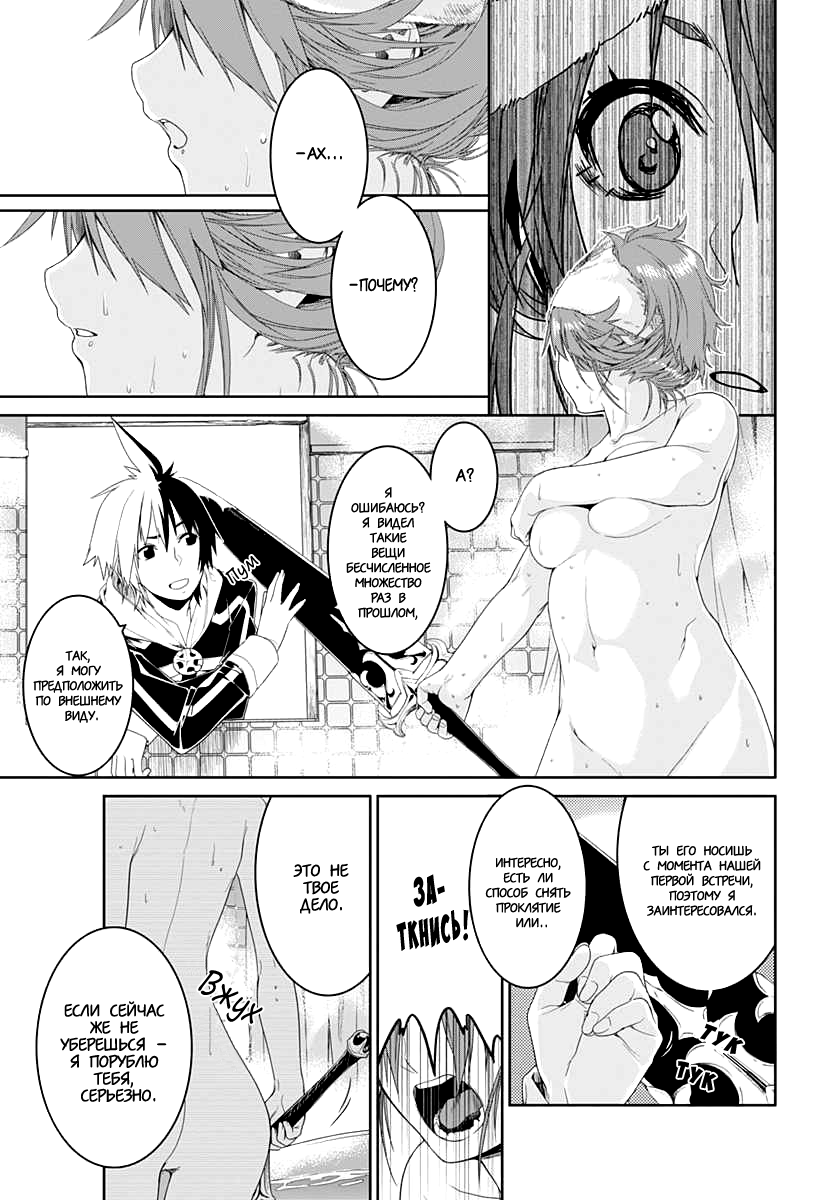 -АХ...
-ПОЧЕМУ?
А?
Я
ОШИБАЮСЬ?
Я ВИДЕЛ
ТАКИЕ
ВЕЩИ
БЕСЧИСЛЕННОЕ
МНОЖЕСТВО
РАЗ В
ПРОШЛОМ,
ПУМ
ТАК,
Я МОГУ
ПРЕДПОЛОЖИТЬ
ПО ВНЕШНЕМУ
ВИДУ.
ТЫ ЕГО НОСИШЬ
С МОМЕНТА НАШЕЙ
ПЕРВОЙ ВСТРЕЧИ,
ПОЭТОМУ Я
ЗАИНТЕРЕСОВАЛСЯ.
ТУК
ТУК
ИНТЕРЕСНО,
ЕСТЬ ЛИ
СПОСОБ СНЯТЬ
ПРОКЛЯТИЕ
ИЛИ..
ЗА-
ТКНИСЬ!
ЭТО НЕ
ТВОЕ
ДЕЛО.
ВЖУХ
ЕСЛИ СЕЙЧАС
ЖЕ НЕ
УБЕРЕШЬСЯ –
Я ПОРУБЛЮ
ТЕБЯ,
СЕРЬЕЗНО.